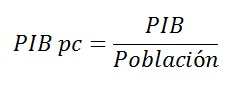 PIB pc = PIB / Población